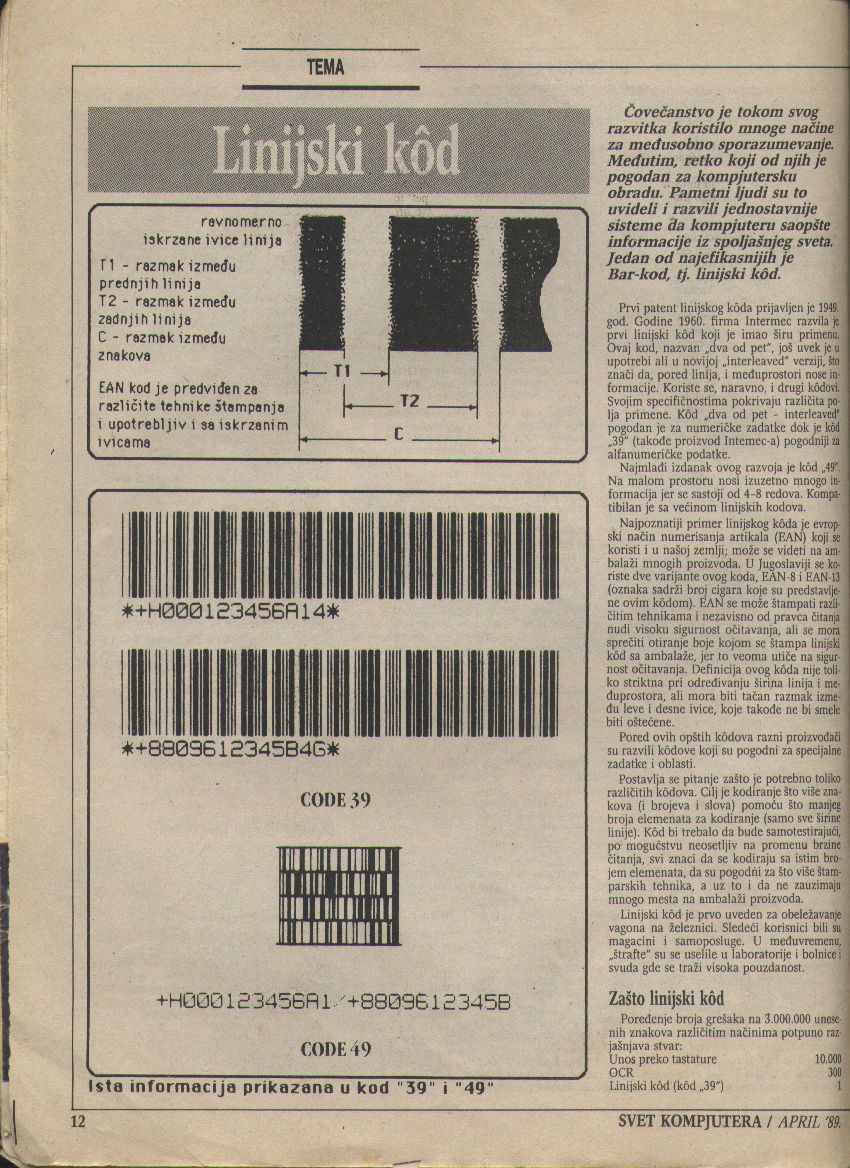 TEMA
Linijski kôd
ravnomerno
iskrzane ivice linija
T1 - razmak između
prednjih linija
T2 - razmak između
zadnjih linija
C - razmak između
znakova
EAN kod je predviđen za
različite tehnike štampanja
i upotrebljiv i sa iskrzanim
ivicama
T1
T2
C
*+H000123456A14*
*+8809612345B4G*
CODE 39
+H000123456A1 / +8809612345B
CODE 49
Ista informacija prikazana u kod "39" i "49"
Čovečanstvo je tokom svog
razvitka koristilo mnoge načine
za međusobno sporazumevanje.
Međutim, retko koji od njih je
pogodan za kompjutersku
obradu. Pametni ljudi su to
uvideli i razvili jednostavnije
sisteme da kompjuteru saopšte
informacije iz spoljašnjeg sveta.
Jedan od najefikasnijih je
Bar-kod, tj. linijski kôd.
Prvi patent linijskog kôda prijavljen je 1949.
god. Godine 1960. firma Intermec razvila je
prvi linijski kôd koji je imao širu primenu.
Ovaj kod, nazvan „dva od pet", još uvek je u
upotrebi ali u novijoj „interleaved" verziji, što
znači da, pored linija, i međuprostori nose in-
formacije. Koriste se, naravno, i drugi kôdovi.
Svojim specifičnostima pokrivaju različita po-
lja primene. Kôd „dva od pet - interleaved"
pogodan je za numeričke zadatke dok je kôd
„39" (takođe proizvod Intemec-a) pogodniji za
alfanumeričke podatke.
Najmlađi izdanak ovog razvoja je kôd „49".
Na malom prostoru nosi izuzetno mnogo in-
formacija jer se sastoji od 4-8 redova. Kompa-
tibilan je sa većinom linijskih kodova.
Najpoznatiji primer linijskog kôda je evrop-
ski način numerisanja artikala (EAN) koji se
koristi i u našoj zemlji; može se videti na am-
balaži mnogih proizvoda. U Jugoslaviji se ko-
riste dve varijante ovog koda, EAN-8 i EAN-13
(oznaka sadrži broj cigara koje su predstavlje-
ne ovim kôdom). EAN se može štampati razli-
čitim tehnikama i nezavisno od pravca čitanja
nudi visoku sigurnost očitavanja, ali se mora
sprečiti otiranje boje kojom se štampa linijski
kôd sa ambalaže, jer to veoma utiče na sigur-
nost očitavanja. Definicija ovog kôda nije toli-
ko striktna pri određivanju širina linija i me-
đuprostora, ali mora biti tačan razmak izme-
đu leve i desne ivice, koje takođe ne bi smele
biti oštećene.
Pored ovih opštih kôdova razni proizvođači
su razvili kôdove koji su pogodni za specijalne
zadatke i oblasti.
Postavlja se pitanje zašto je potrebno toliko
različitih kôdova. Cilj je kodiranje što više zna-
kova (i brojeva i slova) pomoću što manjeg
broja elemenata za kodiranje (samo sve širine
linije). Kôd bi trebalo da bude samotestirajući,
po mogućstvu neosetljiv na promenu brzine
čitanja, svi znaci da se kodiraju sa istim bro-
jem elemenata, da su pogodni za što više štam-
parskih tehnika, a uz to i da ne zauzimaju
mnogo mesta na ambalaži proizvoda.
Linijski kôd je prvo uveden za obeležavanje
vagona na železnici. Sledeći korisnici bili su
magacini i samoposluge. U međuvremenu,
„štrafte" su se uselile u laboratorije i bolnice i
svuda gde se traži visoka pouzdanost.
Zašto linijski kôd
Poređenje broja grešaka na 3.000.000 unese-
nih znakova različitim načinima potpuno raz-
jašnjava stvar:
Unos preko tastature 10.000
OCR 300
Linijski kôd (kôd „39") 1
12
SVET KOMPJUTERA / APRIL '89.